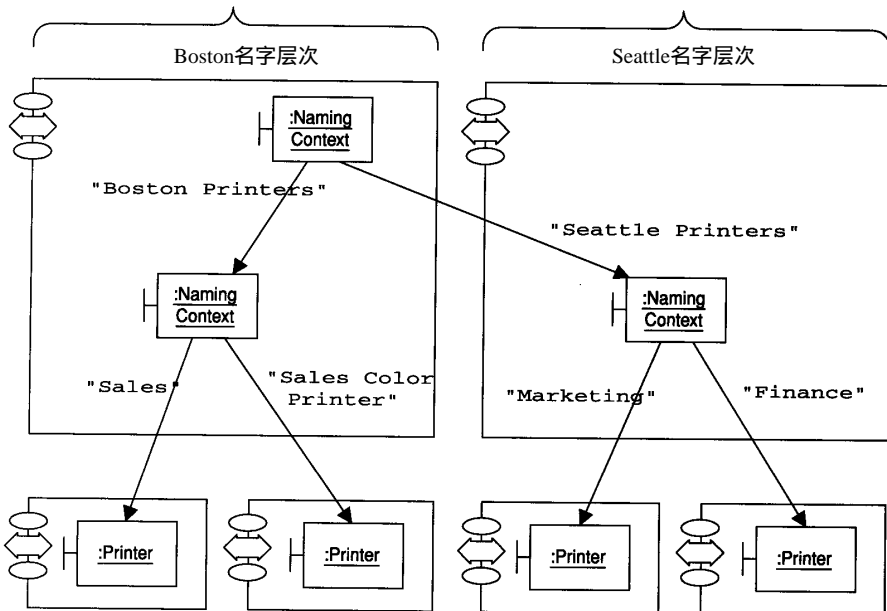 Boston名字层次
Seattle名字层次
:Naming
Context
"Boston Printers"
"Seattle Printers"
:Naming
Context
:Naming
Context
"Sales"
"Sales Color
Printer"
"Marketing"
"Finance"
:Printer
:Printer
:Printer
:Printer